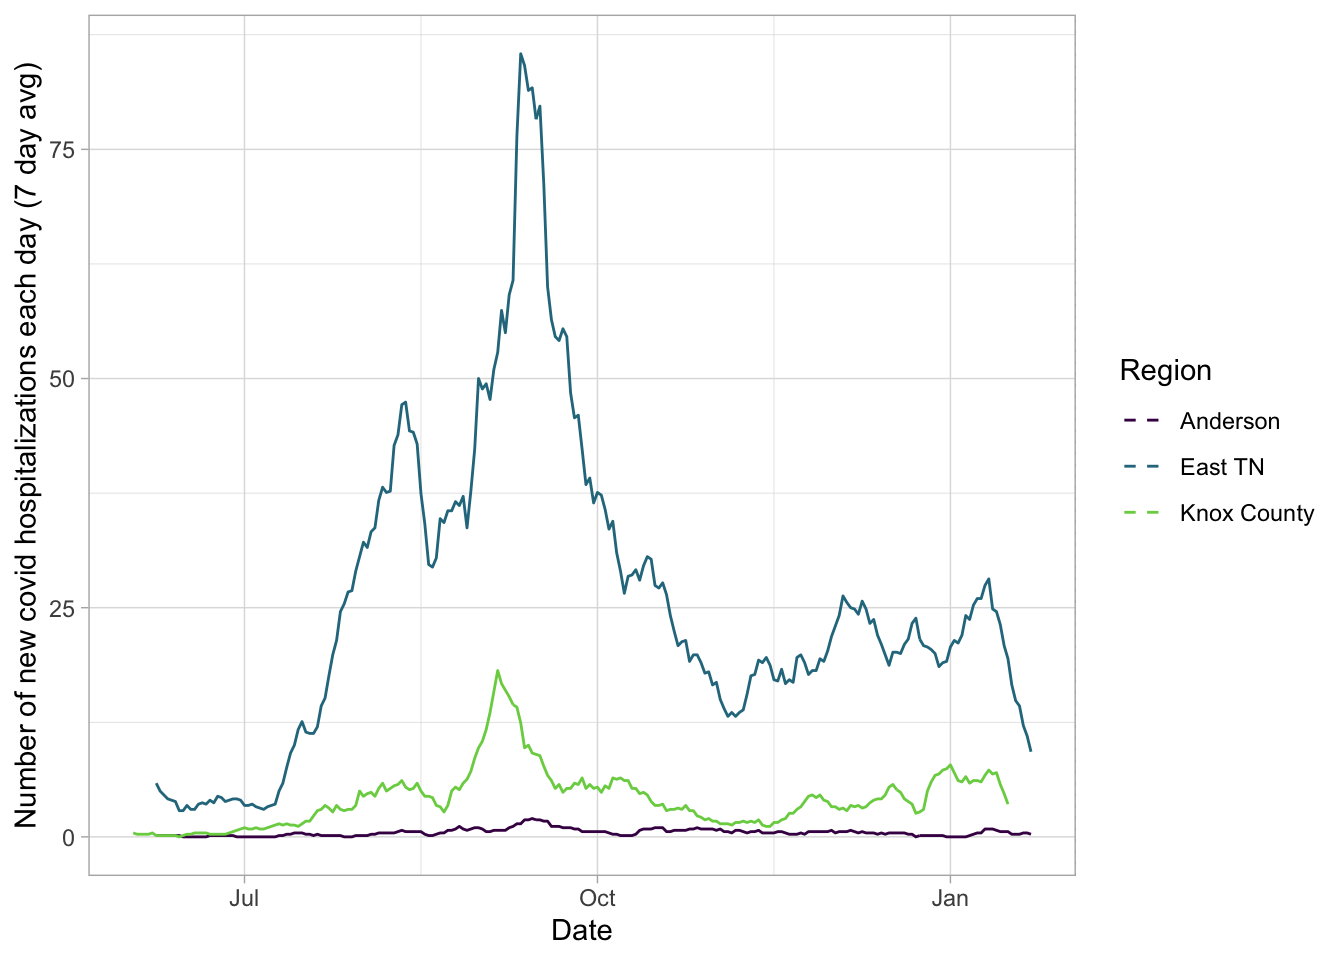 Number of new covid hospitalizations each day (7 day avg)
75
50
25
0
Jul
Oct
Jan
Date
Region
Anderson
East TN
Knox County